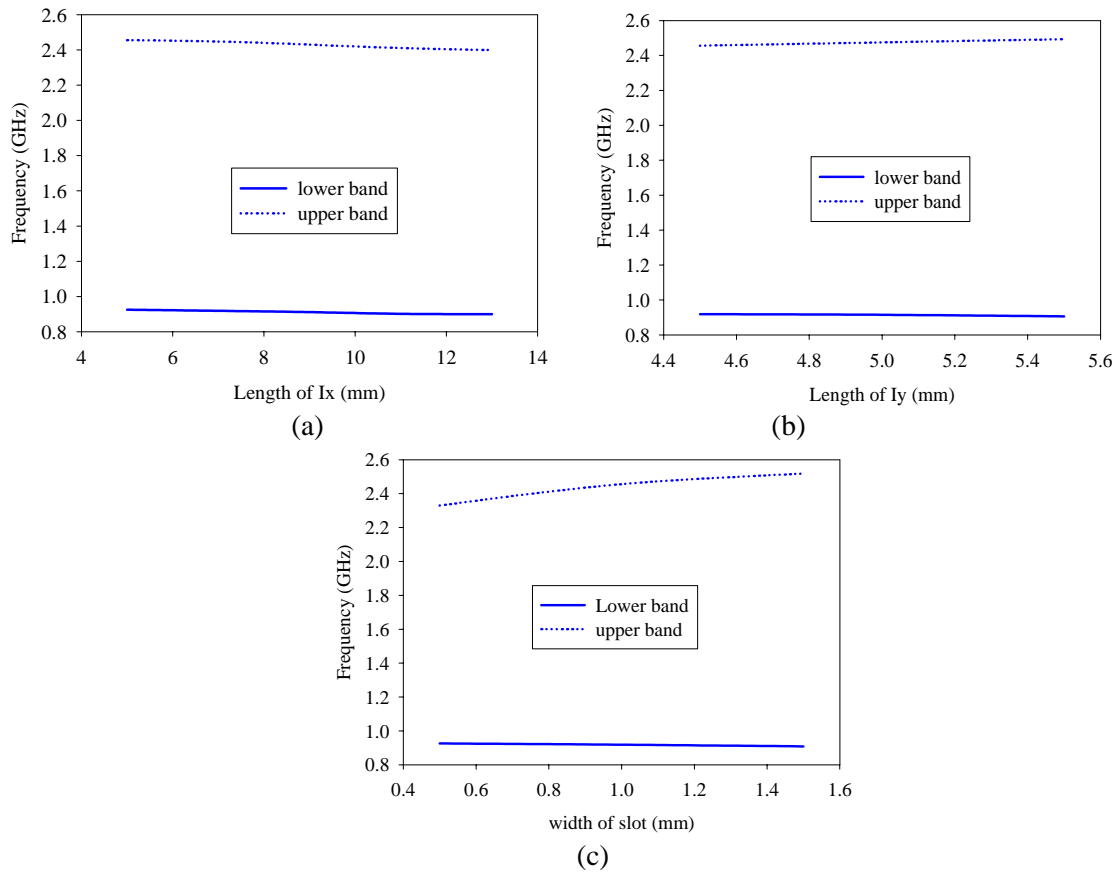 2.6
2.4
2.2
2.0
1.8
1.6
1.4
1.2
1.0
0.8
Frequency (GHz)
lower band
upper band
4 6 8 10 12 14
Length of Ix (mm)
(a)
2.6
2.4
2.2
2.0
1.8
1.6
1.4
1.2
1.0
0.8
Frequency (GHz)
lower band
upper band
4.4 4.6 4.8 5.0 5.2 5.4 5.6
Length of Iy (mm)
(b)
2.6
2.4
2.2
2.0
1.8
1.6
1.4
1.2
1.0
0.8
Frequency (GHz)
Lower band
upper band
0.4 0.6 0.8 1.0 1.2 1.4 1.6
width of slot (mm)
(c)